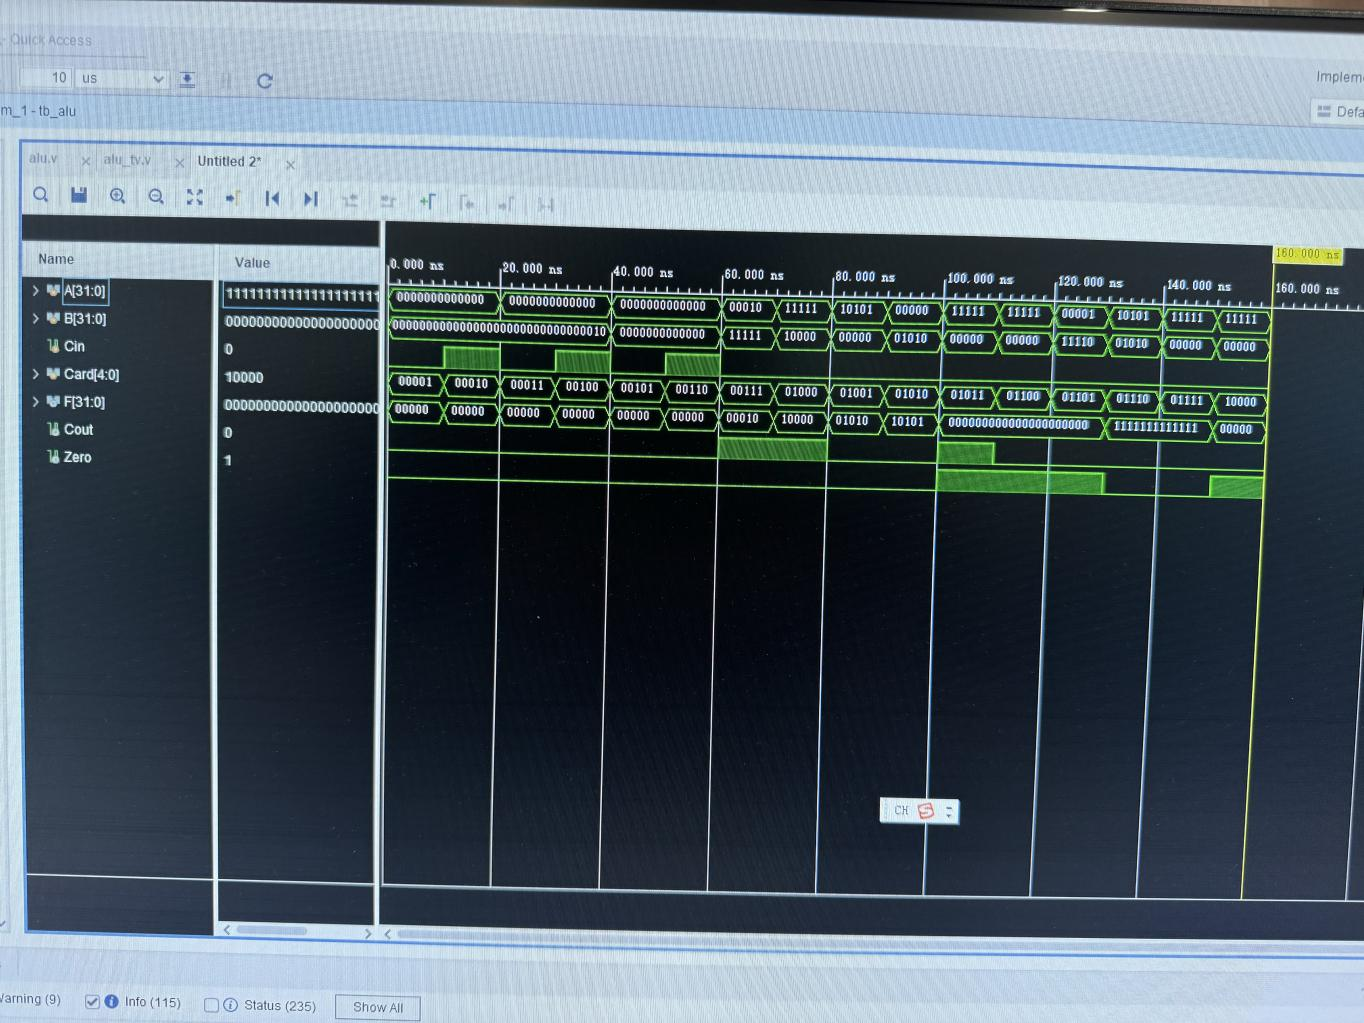 Quick Access
10 us
Implem
m_1 - tb_alu
Defa
alu.v × alu_tv.v × Untitled 2* ×
160.000 ns
Name Value
0.000 ns 20.000 ns 40.000 ns 60.000 ns 80.000 ns 100.000 ns 120.000 ns 140.000 ns 160.000 ns
A[31:0] 0000000000000 0000000000000 0000000000000 00010 11111 10101 00000 11111 11111 00001 10101 11111 11111
B[31:0] 0000000000000 11111 10000 00000 01010 00000 00000 11110 01010 00000 00000
Cin 0
Card[4:0] 10000 00001 00010 00011 00100 00101 00110 00111 01000 01001 01010 01011 01100 01101 01110 01111 10000
F[31:0] 00000 00000 00000 00000 00000 00000 00010 10000 01010 10101 1111111111111 00000
Cout 0
Zero 1
CH
Warning (9) Info (115) Status (235) Show All